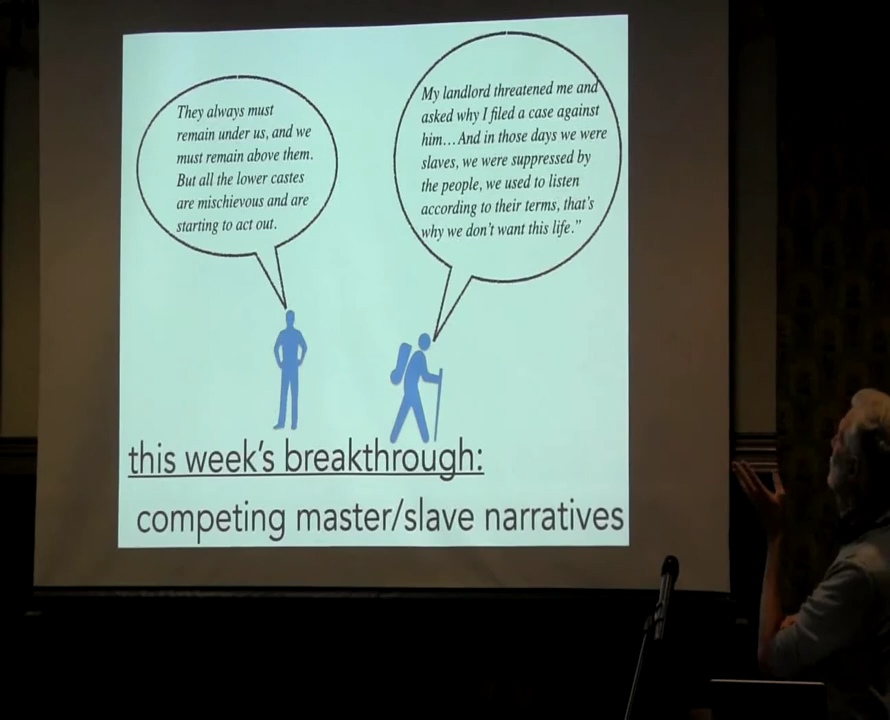 They always must
remain under us, and we
must remain above them.
But all the lower castes
are mischievous and are
starting to act out.
My landlord threatened me and
asked why I filed a case against
him…And in those days we were
slaves, we were suppressed by
the people, we used to listen
according to their terms, that's
why we don't want this life."
this week's breakthrough:
competing master/slave narratives